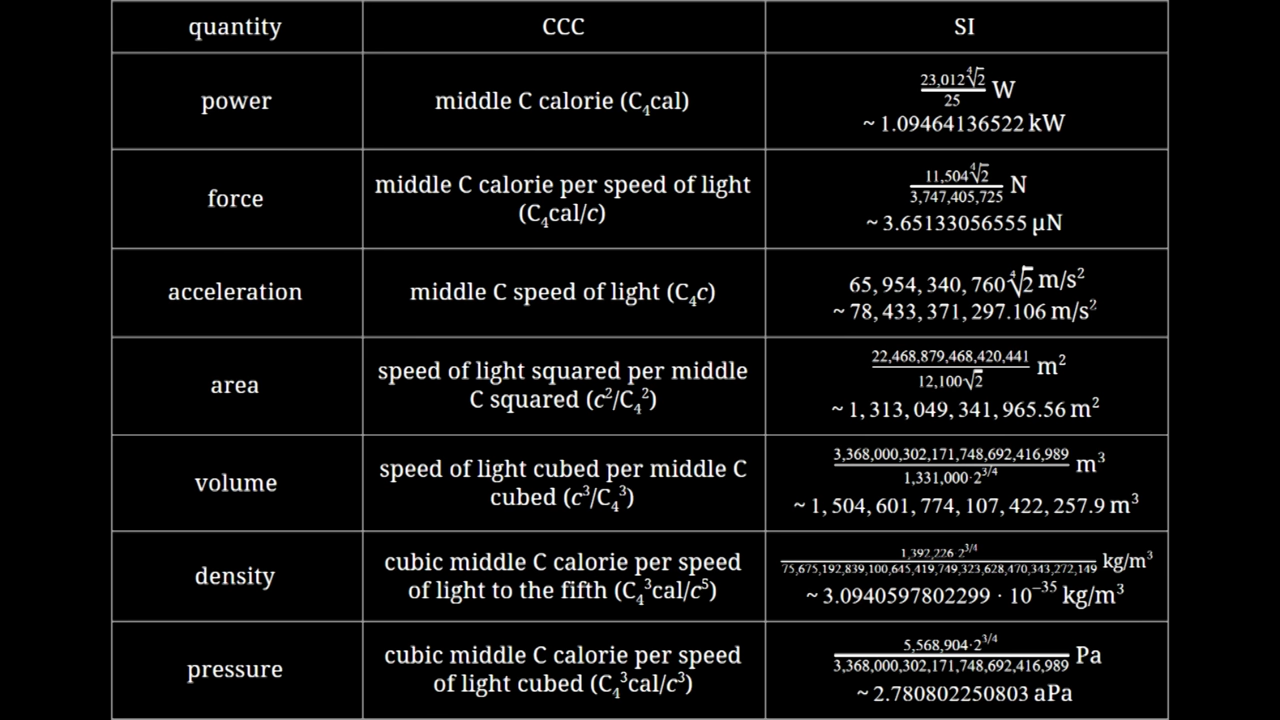 quantity CCC SI
power middle C calorie (C₄cal) 23,012∜2/25 W
~ 1.09464136522 kW
force middle C calorie per speed of light
(C₄cal/c) 11,504∜2/3,747,405,725 N
~ 3.65133056555 μN
acceleration middle C speed of light (C₄c) 65, 954, 340, 760∜2 m/s²
~ 78, 433, 371, 297.106 m/s²
area speed of light squared per middle
C squared (c²/C₄²) 22,468,879,468,420,441/12,100√2 m²
~ 1, 313, 049, 341, 965.56 m²
volume speed of light cubed per middle C
cubed (c³/C₄³) 3,368,000,302,171,748,692,416,989/1,331,000·2^3/4 m³
~ 1, 504, 601, 774, 107, 422, 257.9 m³
density cubic middle C calorie per speed
of light to the fifth (C₄³cal/c⁵) 1,392,226·2^3/4/75,675,192,839,100,645,419,749,323,628,470,343,272,149 kg/m³
~ 3.0940597802299 · 10⁻³⁵ kg/m³
pressure cubic middle C calorie per speed
of light cubed (C₄³cal/c³) 5,568,904·2^3/4/3,368,000,302,171,748,692,416,989 Pa
~ 2.780802250803 aPa